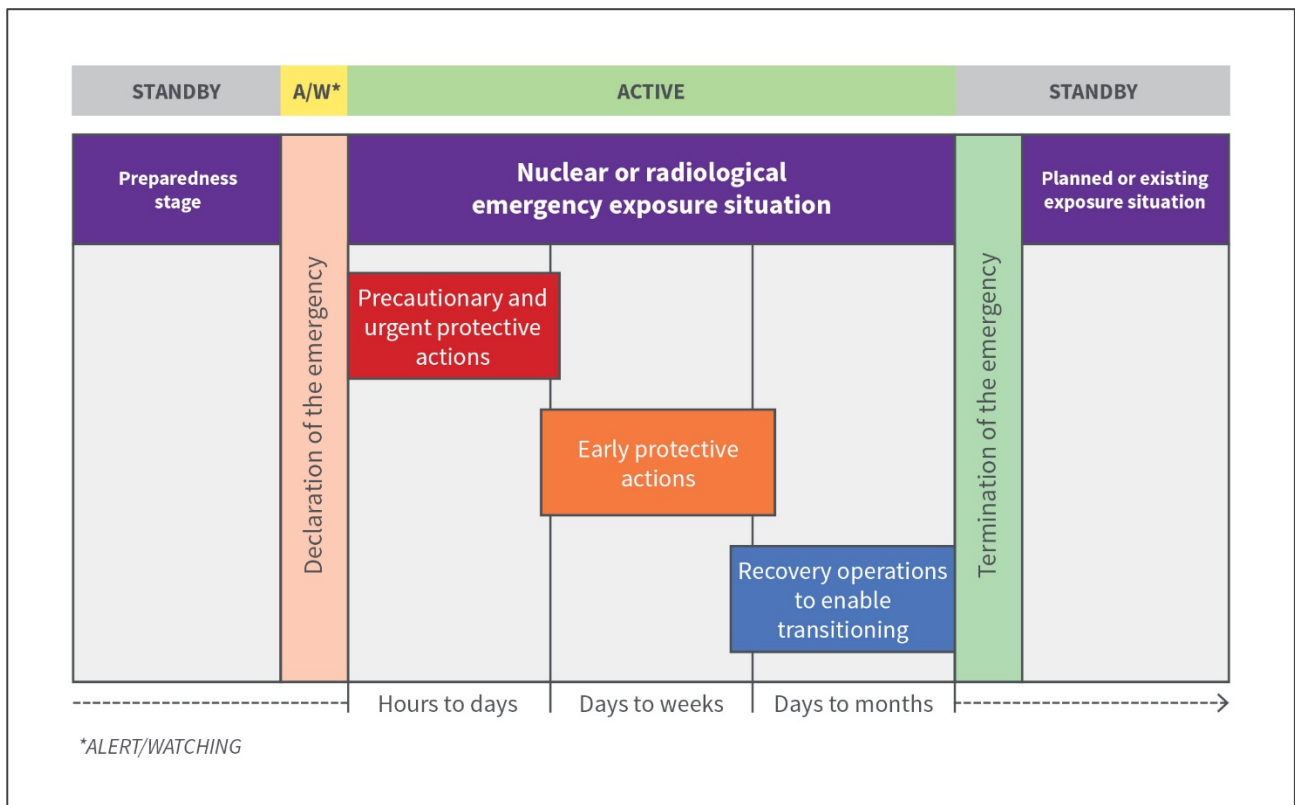 STANDBY
A/W*
ACTIVE
STANDBY
Preparedness
stage
Declaration of the emergency
Nuclear or radiological
emergency exposure situation
Termination of the emergency
Planned or existing
exposure situation
Precautionary and
urgent protective
actions
Early protective
actions
Recovery operations
to enable
transitioning
Hours to days
Days to weeks
Days to months
*ALERT/WATCHING